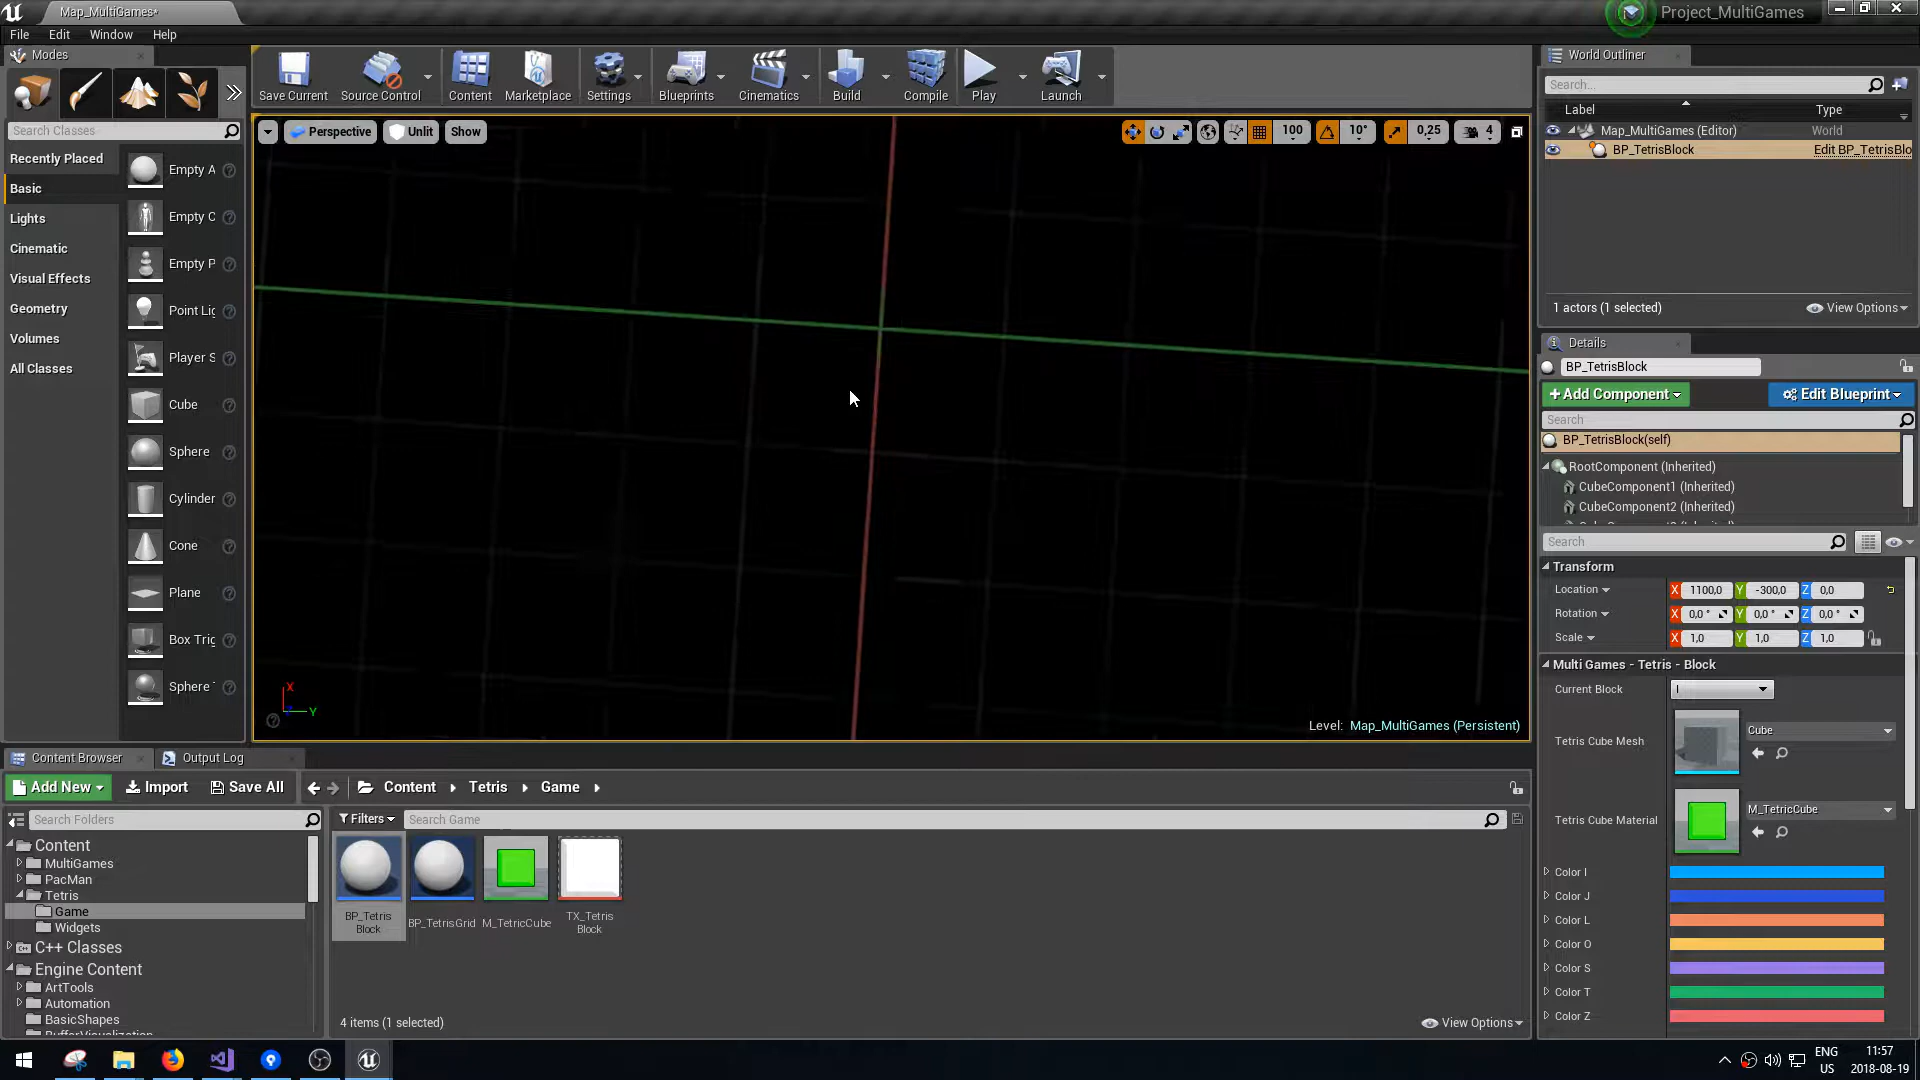 Map_MultiGames*
Project_MultiGames
File Edit Window Help
Modes
Search Classes
Recently Placed
Basic
Lights
Cinematic
Visual Effects
Geometry
Volumes
All Classes
Empty A
Empty C
Empty P
Point Lig
Player S
Cube
Sphere
Cylinder
Cone
Plane
Box Trig
Sphere
Save Current
Source Control
Content
Marketplace
Settings
Blueprints
Cinematics
Build
Compile
Play
Launch
Perspective
Unlit
Show
100
10°
0,25
4
X
Y
Level: Map_MultiGames (Persistent)
World Outliner
Search...
Label Type
Map_MultiGames (Editor) World
BP_TetrisBlock Edit BP_TetrisBlo
1 actors (1 selected)
View Options
Details
BP_TetrisBlock
+Add Component
Edit Blueprint
Search
BP_TetrisBlock(self)
RootComponent (Inherited)
CubeComponent1 (Inherited)
CubeComponent2 (Inherited)
Search
Transform
Location X 1100,0 Y -300,0 Z 0,0
Rotation X 0,0 ° Y 0,0 ° Z 0,0 °
Scale X 1,0 Y 1,0 Z 1,0
Multi Games - Tetris - Block
Current Block I
Tetris Cube Mesh
Cube
Tetris Cube Material
M_TetricCube
Color I
Color J
Color L
Color O
Color S
Color T
Color Z
Content Browser
Output Log
Add New
Import
Save All
Content
Tetris
Game
Search Folders
Filters
Search Game
Content
MultiGames
PacMan
Tetris
Game
Widgets
C++ Classes
Engine Content
ArtTools
Automation
BasicShapes
BufferVisualization
BP_Tetris
Block
BP_TetrisGrid
M_TetricCube
TX_Tetris
Block
4 items (1 selected)
View Options
ENG
US
11:57
2018-08-19